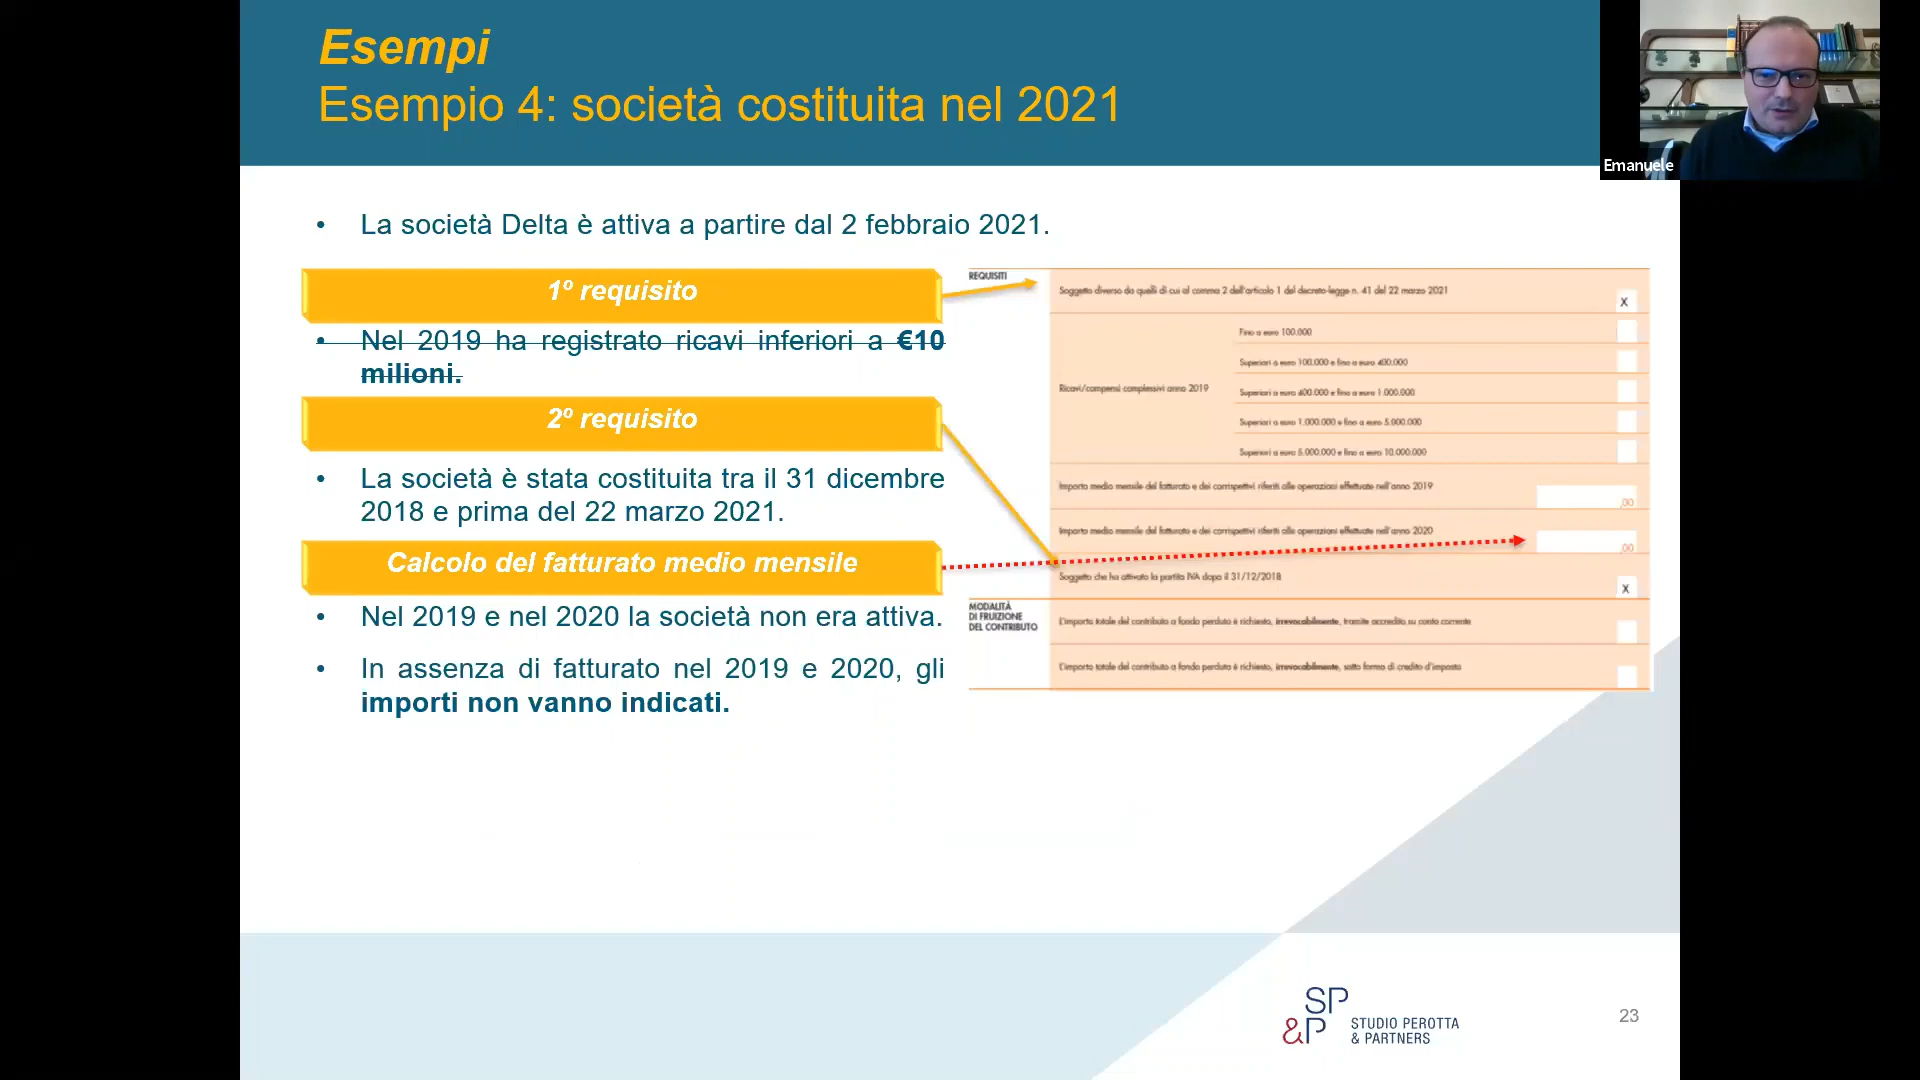 Esempi
Esempio 4: società costituita nel 2021
Emanuele
• La società Delta è attiva a partire dal 2 febbraio 2021.
1º requisito
• Nel 2019 ha registrato ricavi inferiori a €10
milioni.
2º requisito
• La società è stata costituita tra il 31 dicembre
2018 e prima del 22 marzo 2021.
Calcolo del fatturato medio mensile
• Nel 2019 e nel 2020 la società non era attiva.
• In assenza di fatturato nel 2019 e 2020, gli
importi non vanno indicati.
REQUISITI
Soggetto diverso da quelli di cui al comma 2 dell'articolo 1 del decreto-legge n. 41 del 22 marzo 2021
X
Fino a euro 100.000
Superiori a euro 100.000 e fino a euro 400.000
Ricavi/compensi complessivi anno 2019
Superiori a euro 400.000 e fino a euro 1.000.000
Superiori a euro 1.000.000 e fino a euro 5.000.000
Superiori a euro 5.000.000 e fino a euro 10.000.000
Importo medio mensile del fatturato e dei corrispettivi riferiti alle operazioni effettuate nell'anno 2019
,00
Importo medio mensile del fatturato e dei corrispettivi riferiti alle operazioni effettuate nell'anno 2020
,00
Soggetto che ha attivato la partita IVA dopo il 31/12/2018
X
MODALITÀ
DI FRUIZIONE
DEL CONTRIBUTO
L'importo totale del contributo a fondo perduto è richiesto, irrevocabilmente, tramite accredito su conto corrente
L'importo totale del contributo a fondo perduto è richiesto, irrevocabilmente, sotto forma di credito d'imposta
SP
&P
STUDIO PEROTTA
& PARTNERS
23